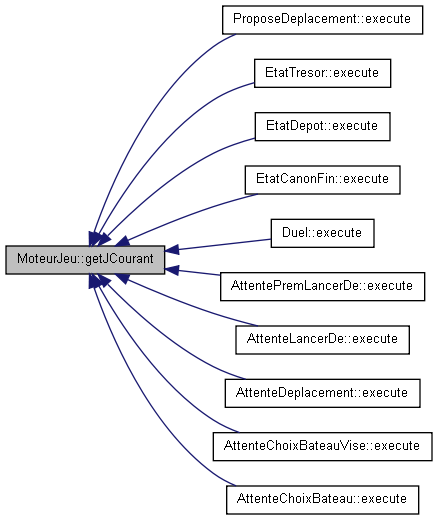 ProposeDeplacement::execute
EtatTresor::execute
EtatDepot::execute
EtatCanonFin::execute
Duel::execute
MoteurJeu::getJCourant
AttentePremLancerDe::execute
AttenteLancerDe::execute
AttenteDeplacement::execute
AttenteChoixBateauVise::execute
AttenteChoixBateau::execute